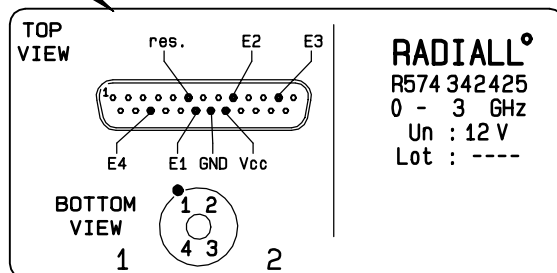 TOP
VIEW
res. E2 E3
1
E4 E1 GND Vcc
BOTTOM
VIEW
1 2
4 3
1 2
RADIALL°
R574 342425
0 - 3 GHz
Un : 12 V
Lot : ----